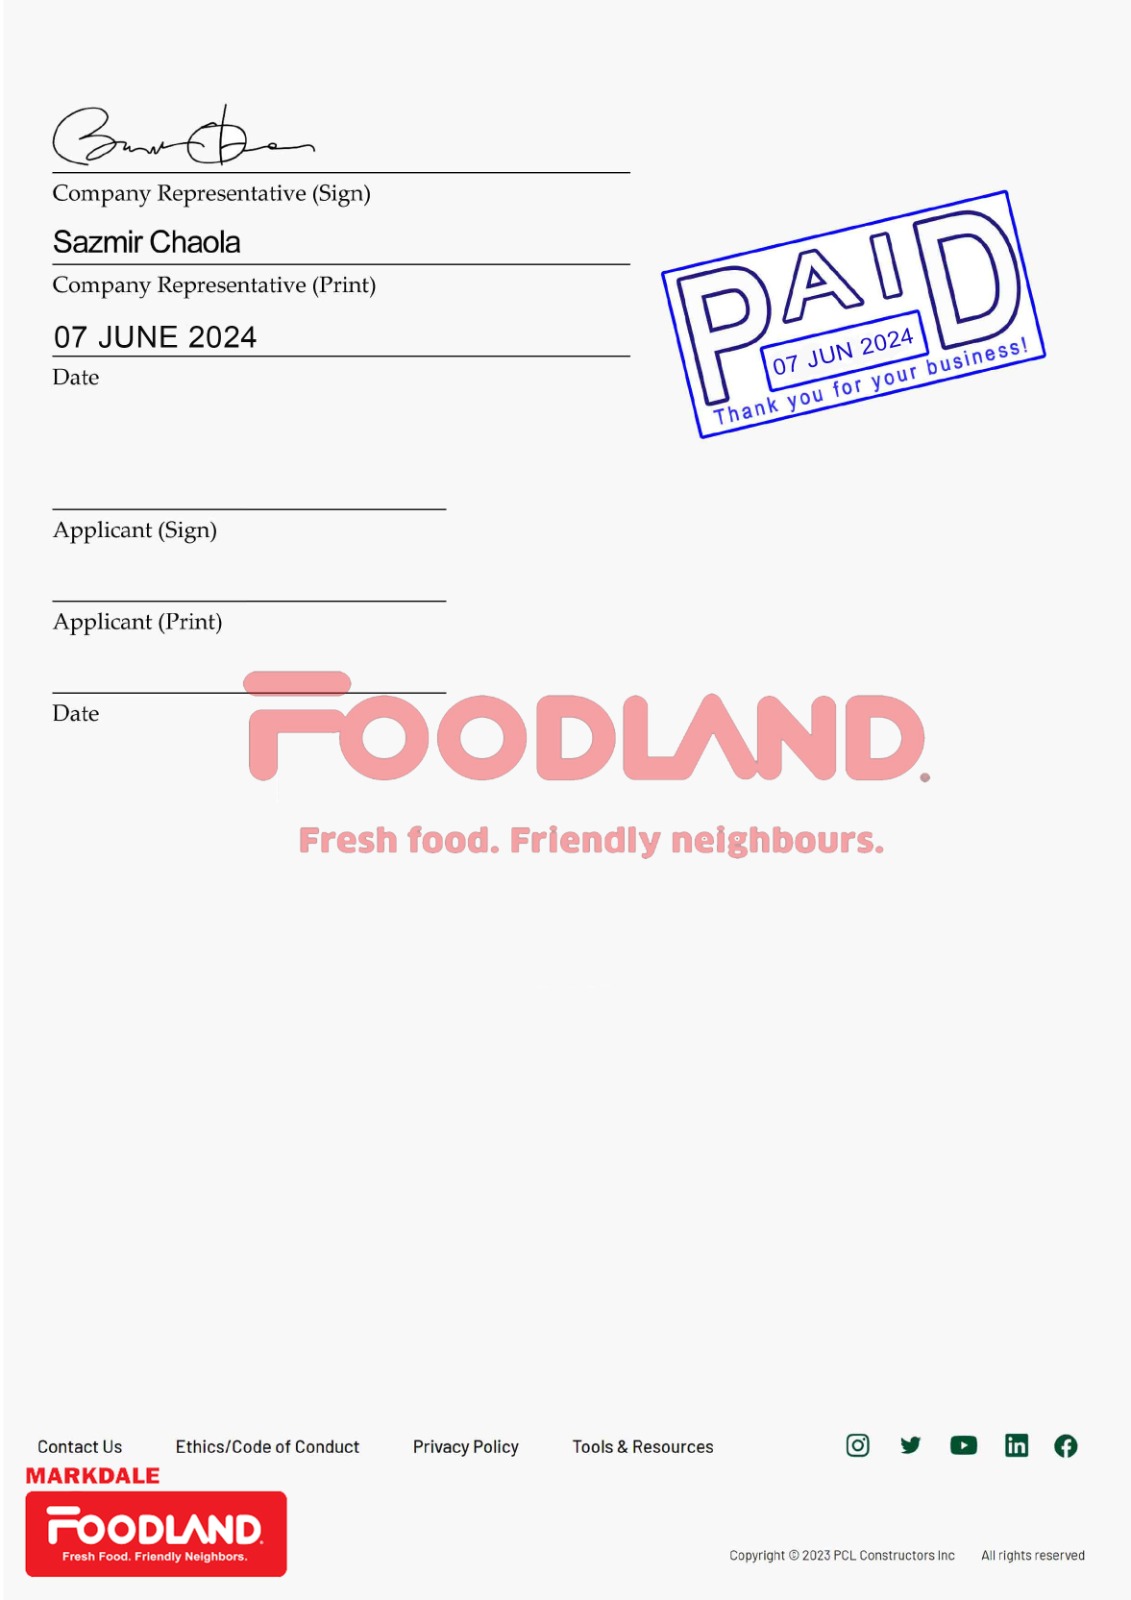 Company Representative (Sign)
Sazmir Chaola
Company Representative (Print)
07 JUNE 2024
Date
PAID
07 JUN 2024
Thank you for your business!
Applicant (Sign)
Applicant (Print)
Date
FOODLAND.
Fresh food. Friendly neighbours.
Contact Us Ethics/Code of Conduct Privacy Policy Tools & Resources
MARKDALE
FOODLAND.
Fresh Food. Friendly Neighbors.
Copyright © 2023 PCL Constructors Inc All rights reserved